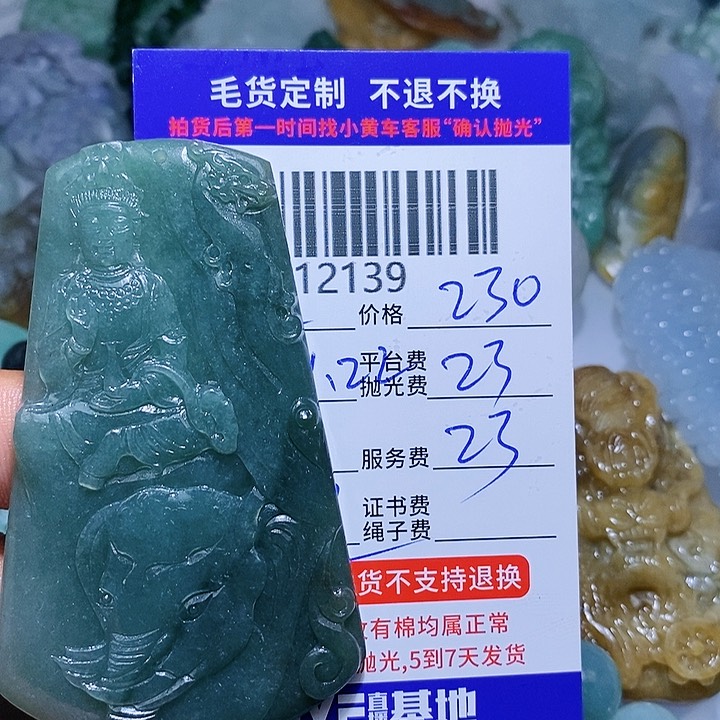 毛货定制 不退不换
拍货后第一时间找小黄车客服“确认抛光”
12139
价格 230
平台费
抛光费 23
服务费 23
证书费
绳子费
货不支持退换
有棉均属正常
抛光,5到7天发货
基地